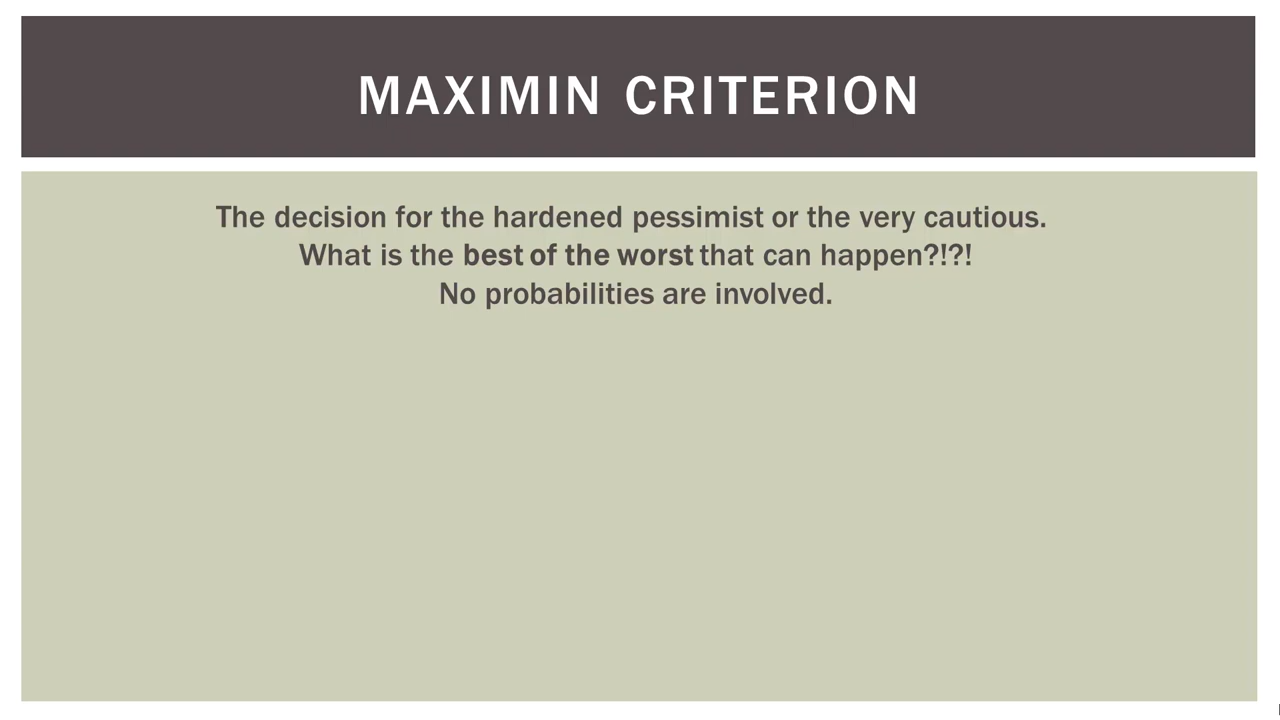 MAXIMIN CRITERION
The decision for the hardened pessimist or the very cautious.
What is the best of the worst that can happen?!?!
No probabilities are involved.